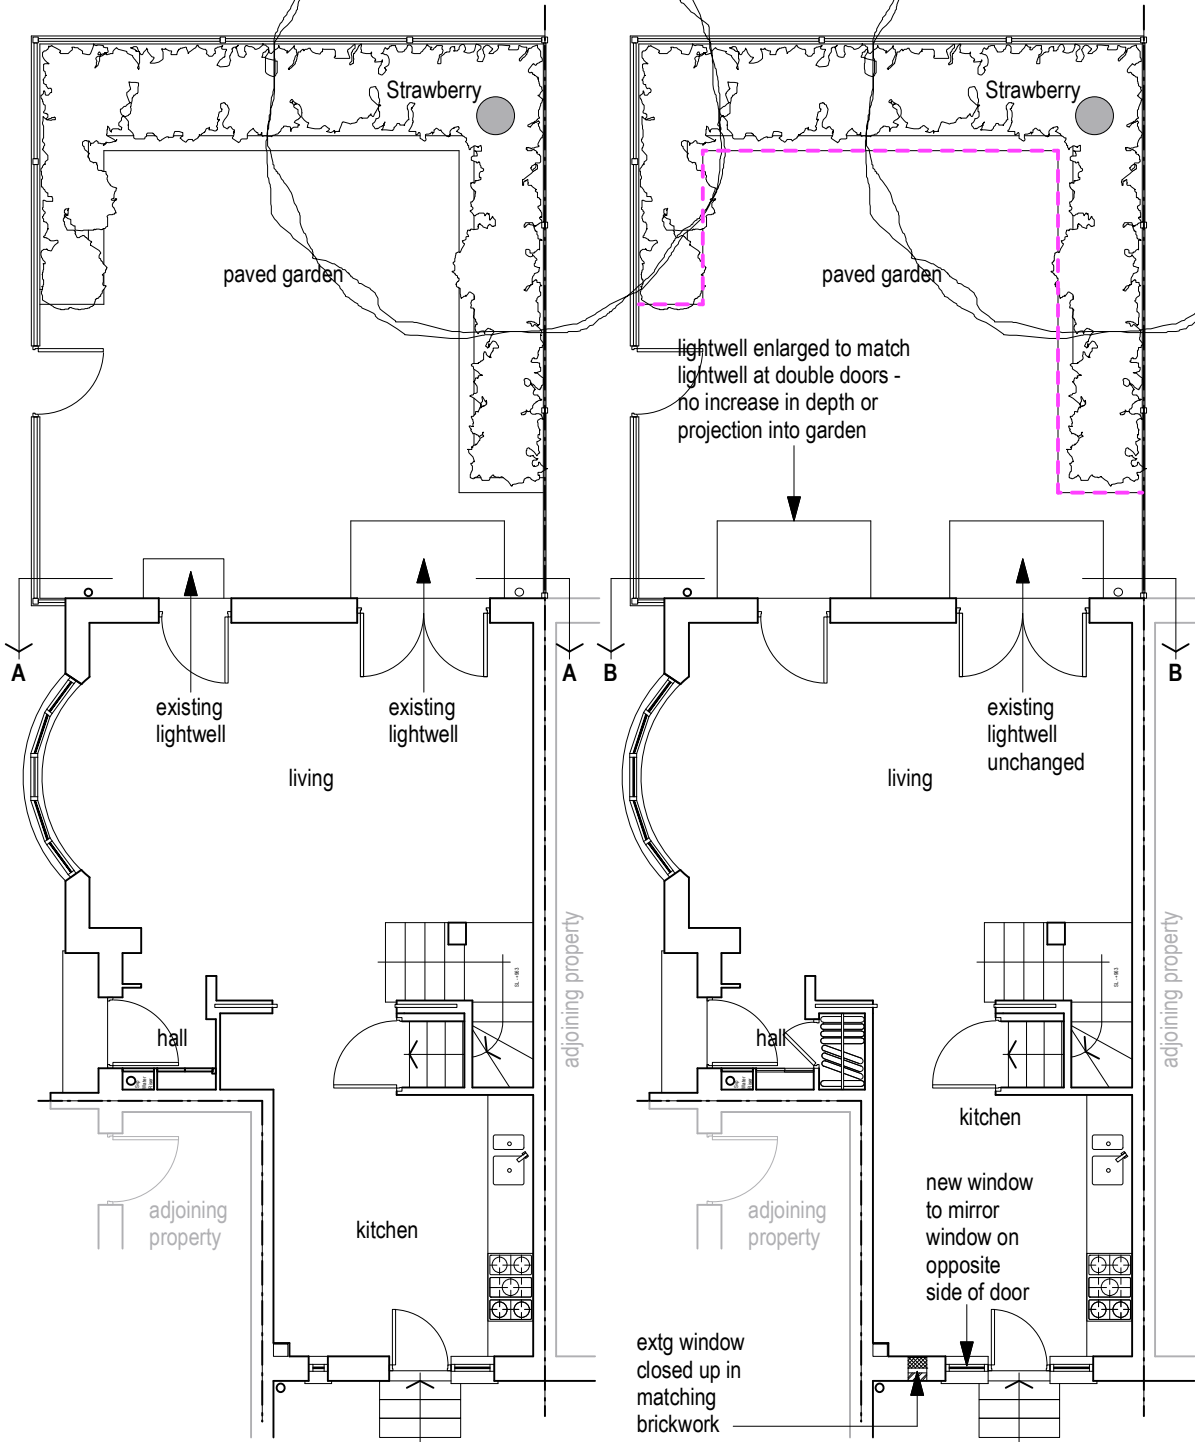 Strawberry
paved garden
A
A
existing
lightwell
existing
lightwell
living
hall
adjoining property
adjoining
property
kitchen
Strawberry
paved garden
lightwell enlarged to match
lightwell at double doors -
no increase in depth or
projection into garden
B
B
existing
lightwell
unchanged
living
hall
adjoining property
kitchen
adjoining
property
new window
to mirror
window on
opposite
side of door
extg window
closed up in
matching
brickwork